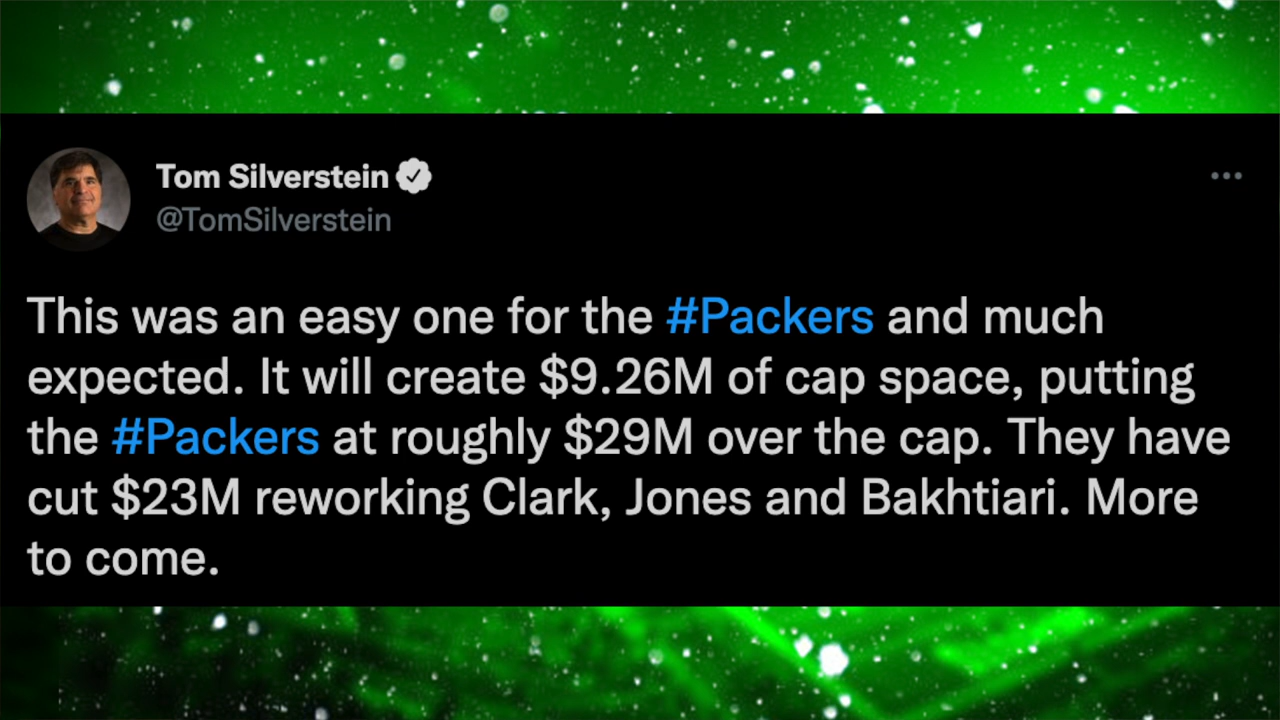 Tom Silverstein
@TomSilverstein
This was an easy one for the #Packers and much
expected. It will create $9.26M of cap space, putting
the #Packers at roughly $29M over the cap. They have
cut $23M reworking Clark, Jones and Bakhtiari. More
to come.